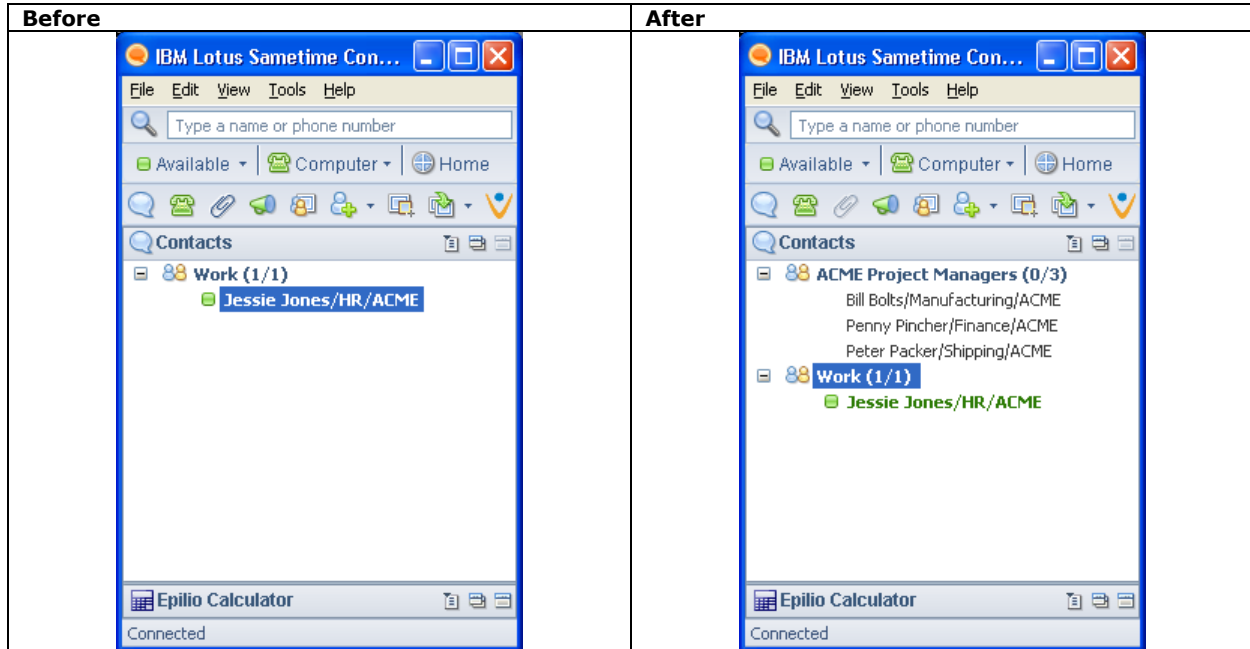 Before
After
IBM Lotus Sametime Con...
File Edit View Tools Help
Type a name or phone number
Available Computer Home
Contacts
Work (1/1)
Jessie Jones/HR/ACME
Epilio Calculator
Connected
IBM Lotus Sametime Con...
File Edit View Tools Help
Type a name or phone number
Available Computer Home
Contacts
ACME Project Managers (0/3)
Bill Bolts/Manufacturing/ACME
Penny Pincher/Finance/ACME
Peter Packer/Shipping/ACME
Work (1/1)
Jessie Jones/HR/ACME
Epilio Calculator
Connected